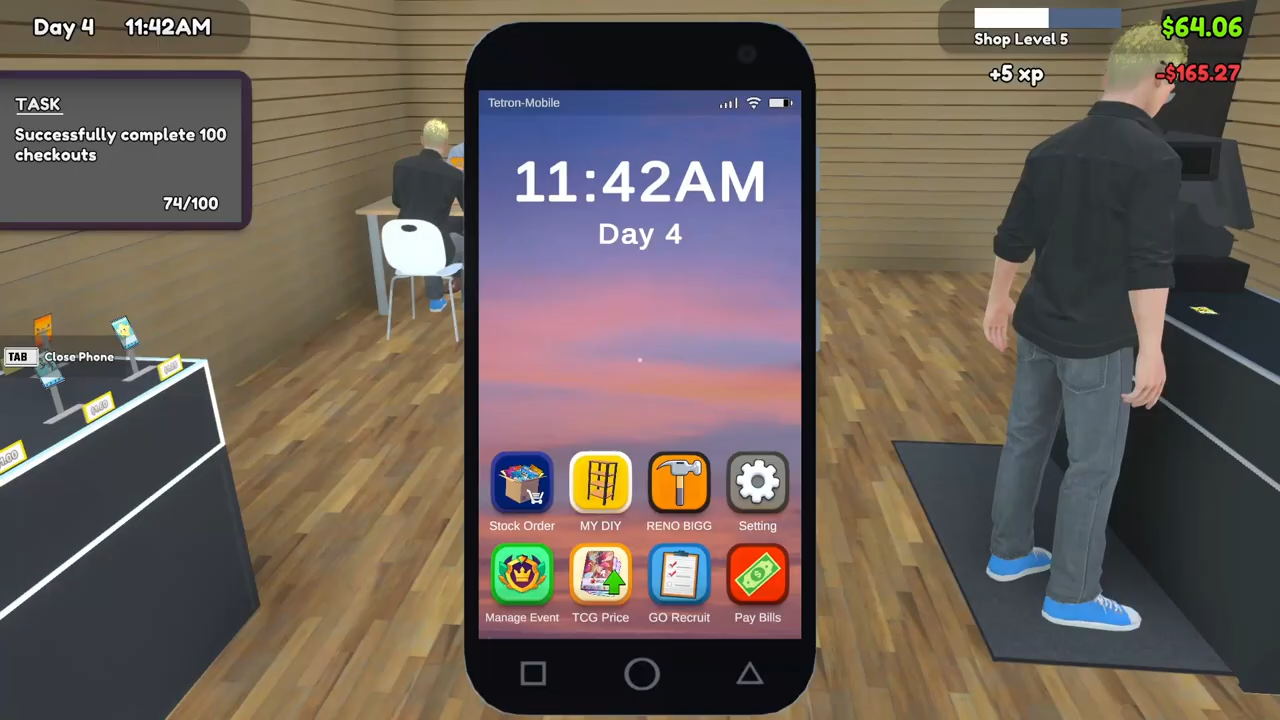 Day 4 11:42AM
TASK
Successfully complete 100
checkouts
74/100
TAB Close Phone
Tetron-Mobile
11:42AM
Day 4
Stock Order
MY DIY
RENO BIGG
Setting
Manage Event
TCG Price
GO Recruit
Pay Bills
Shop Level 5
$64.06
+5 xp
-$165.27